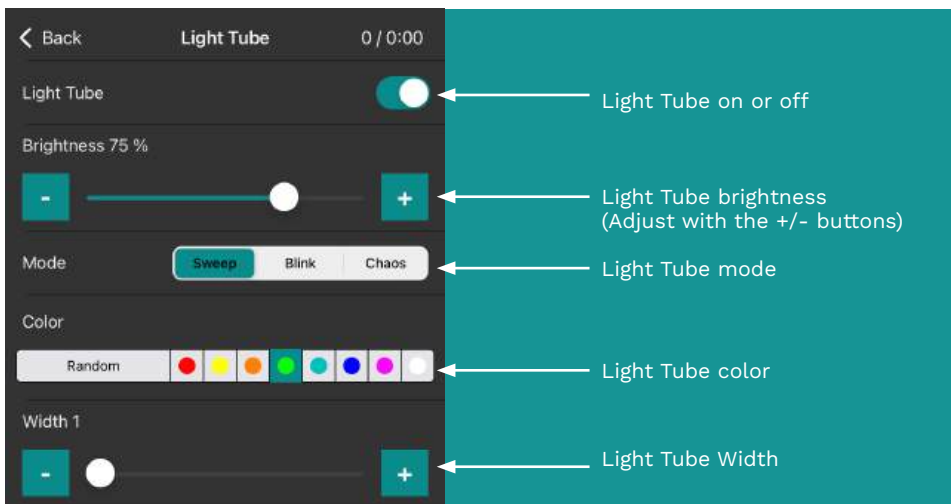 Back Light Tube 0 / 0:00
Light Tube
Light Tube on or off
Brightness 75 %
- +
Light Tube brightness
(Adjust with the +/- buttons)
Mode Sweep Blink Chaos
Light Tube mode
Color
Random
Light Tube color
Width 1
- +
Light Tube Width